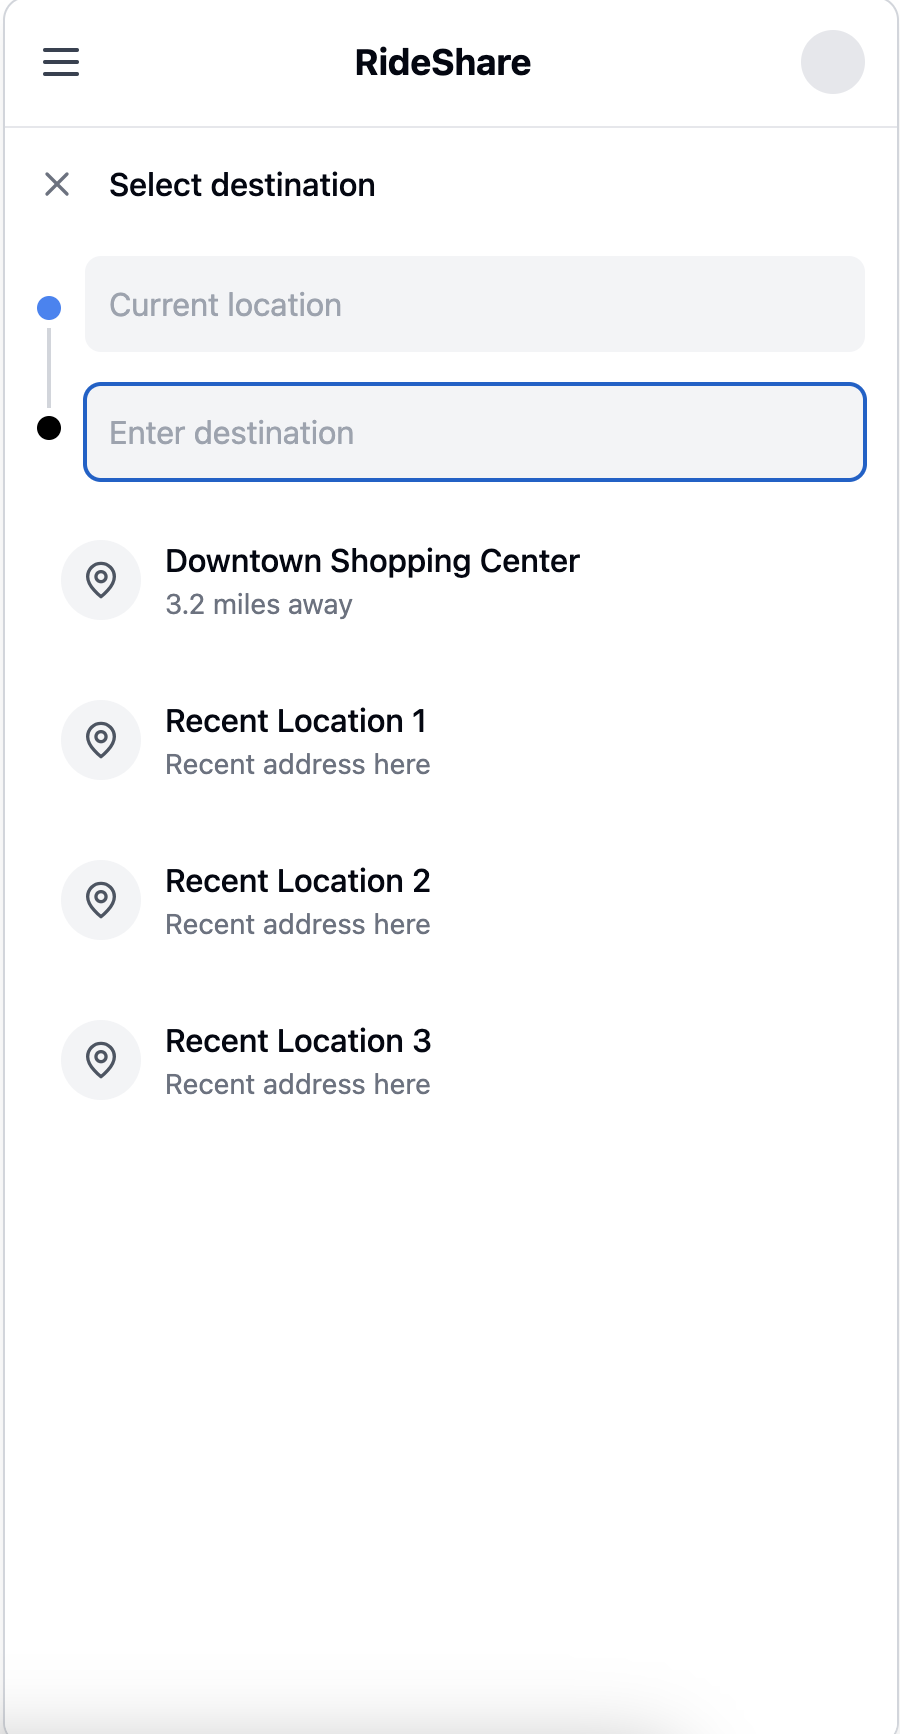 RideShare
Select destination
Current location
Enter destination
Downtown Shopping Center
3.2 miles away
Recent Location 1
Recent address here
Recent Location 2
Recent address here
Recent Location 3
Recent address here